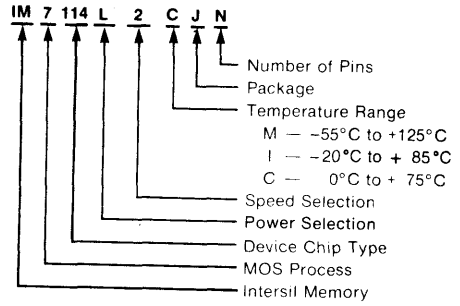 IM 7 114 L 2 C J N
Number of Pins
Package
Temperature Range
M — -55°C to +125°C
I — -20°C to + 85°C
C — 0°C to + 75°C
Speed Selection
Power Selection
Device Chip Type
MOS Process
Intersil Memory